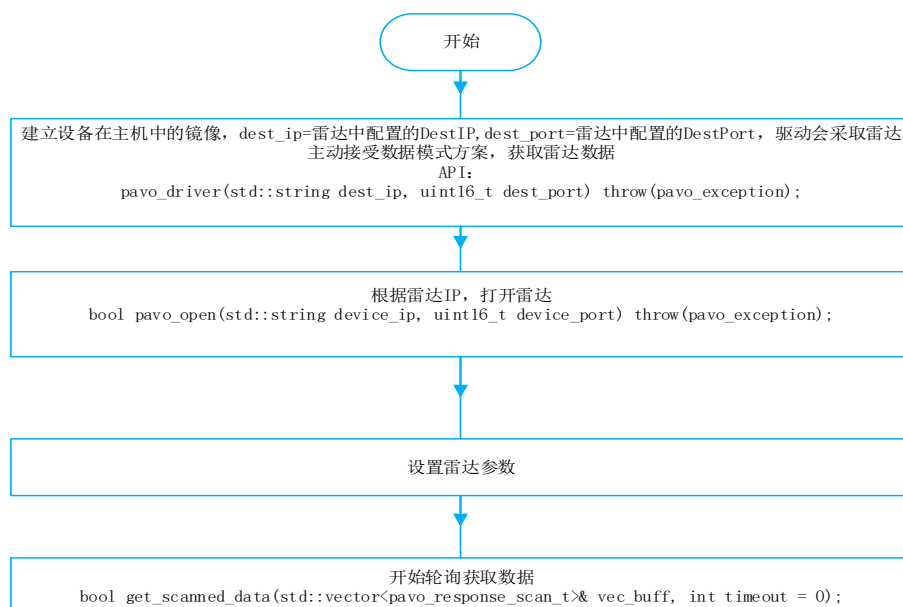 开始
建立设备在主机中的镜像，dest_ip=雷达中配置的DestIP,dest_port=雷达中配置的DestPort，驱动会采取雷达
主动接受数据模式方案，获取雷达数据
API：
pavo_driver(std::string dest_ip, uint16_t dest_port) throw(pavo_exception);
根据雷达IP，打开雷达
bool pavo_open(std::string device_ip, uint16_t device_port) throw(pavo_exception);
设置雷达参数
开始轮询获取数据
bool get_scanned_data(std::vector<pavo_response_scan_t>& vec_buff, int timeout = 0);